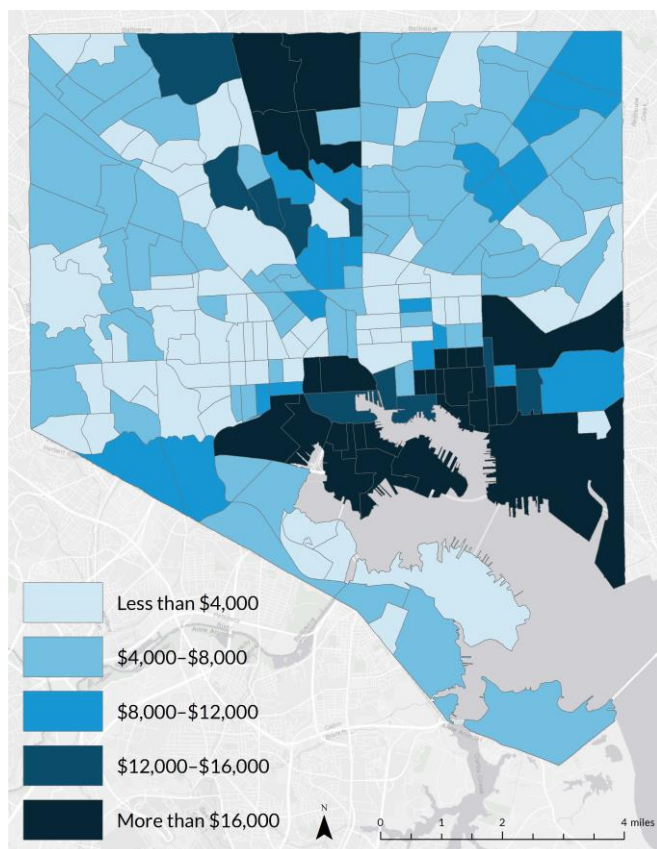 Less than $4,000
$4,000–$8,000
$8,000–$12,000
$12,000–$16,000
More than $16,000
N
0 1 2 4 miles